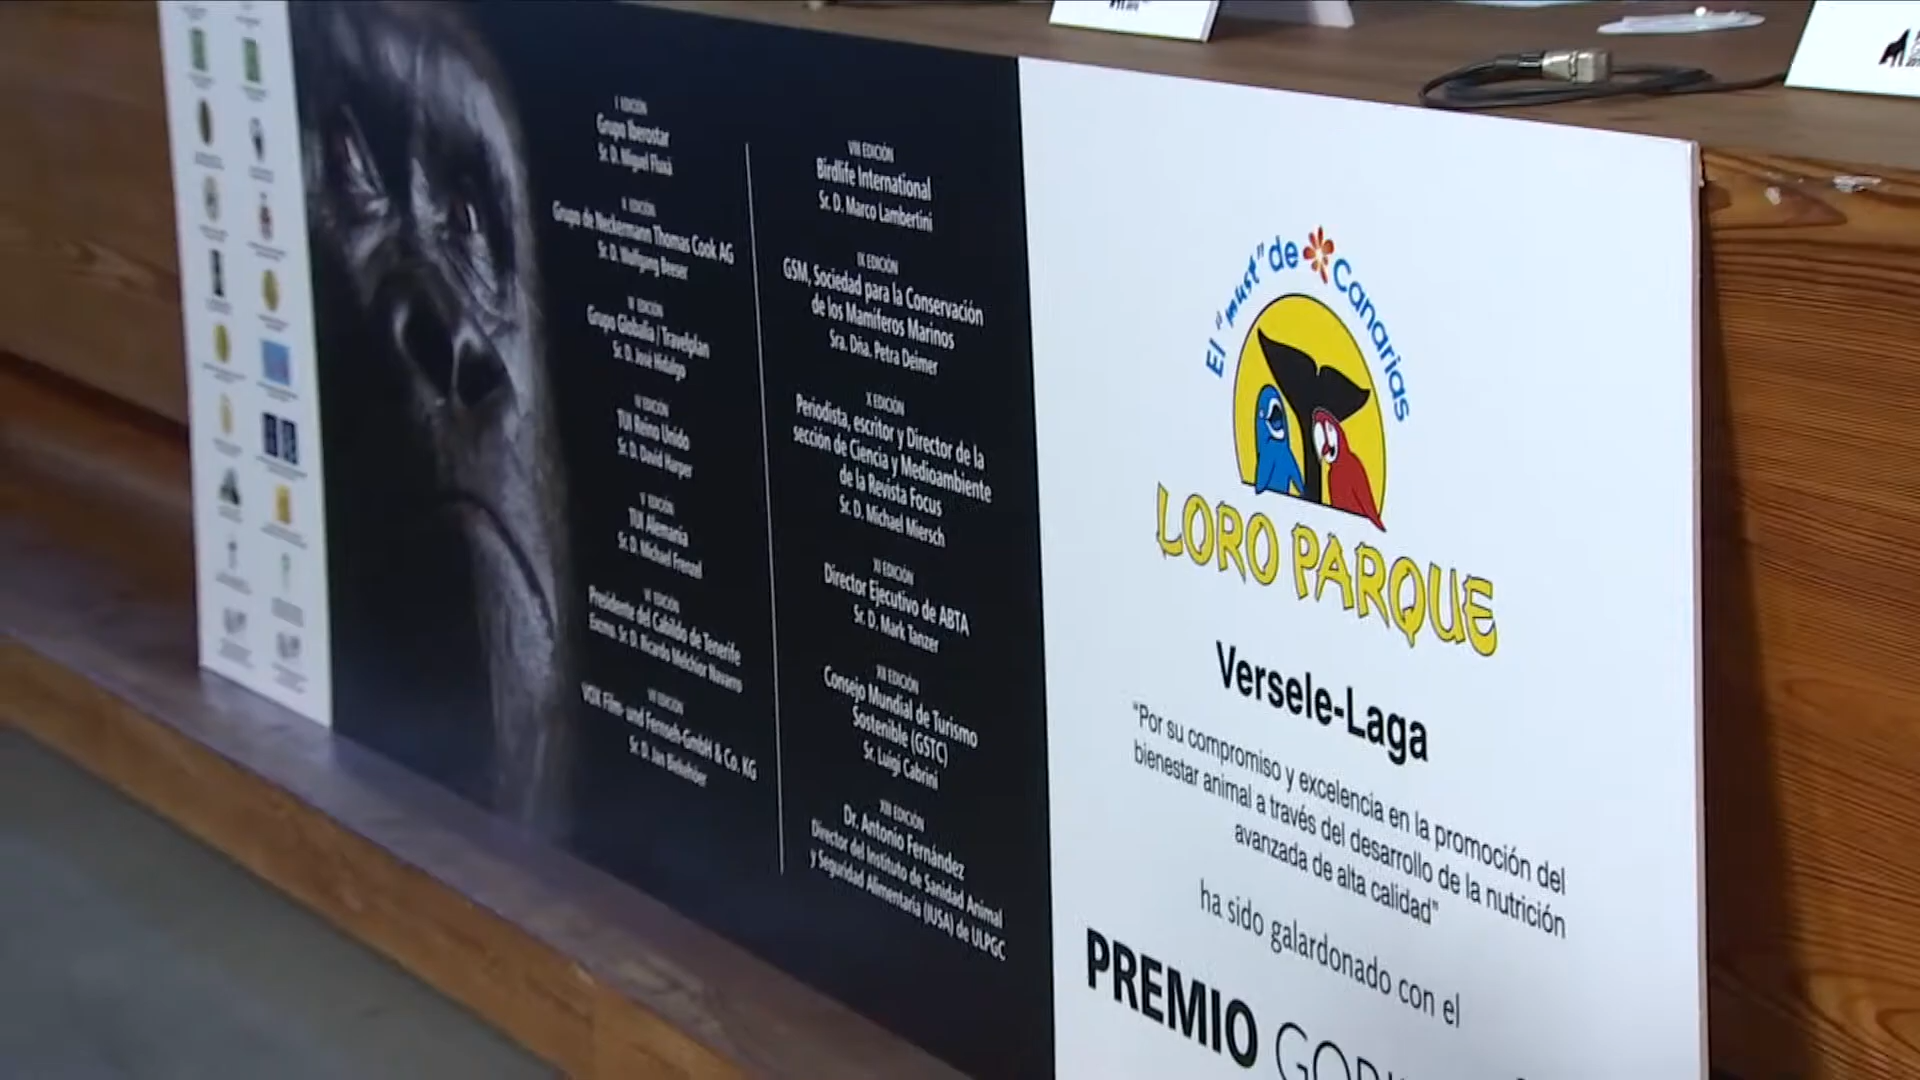 I EDICIÓN
Grupo Iberostar
Sr. D. Miguel Fluxà
II EDICIÓN
Grupo de Neckermann Thomas Cook AG
Sr. D. Wolfgang Beeser
III EDICIÓN
Grupo Globalia / Travelplan
Sr. D. José Hidalgo
IV EDICIÓN
TUI Reino Unido
Sr. D. David Harper
V EDICIÓN
TUI Alemania
Sr. D. Michael Frenzel
VI EDICIÓN
Presidente del Cabildo de Tenerife
Excmo. Sr. D. Ricardo Melchior Navarro
VII EDICIÓN
VOX Film- und Fernseh-GmbH & Co. KG
Sr. D. Jan
VIII EDICIÓN
Birdlife International
Sr. D. Marco Lambertini
IX EDICIÓN
GSM, Sociedad para la Conservación
de los Mamíferos Marinos
Sra. Dña. Petra Deimer
X EDICIÓN
Periodista, escritor y Director de la
sección de Ciencia y Medioambiente
de la Revista Focus
Sr. D. Michael Miersch
XI EDICIÓN
Director Ejecutivo de ABTA
Sr. D. Mark Tanzer
XII EDICIÓN
Consejo Mundial de Turismo
Sostenible (GSTC)
Sr. Luigi Cabrini
XIII EDICIÓN
Dr. Antonio Fernández
Director del Instituto de Sanidad Animal
y Seguridad Alimentaria (IUSA) de ULPGC
El "must" de Canarias
LORO PARQUE
Versele-Laga
"Por su compromiso y excelencia en la promoción del
bienestar animal a través del desarrollo de la nutrición
avanzada de alta calidad"
ha sido galardonado con el
PREMIO